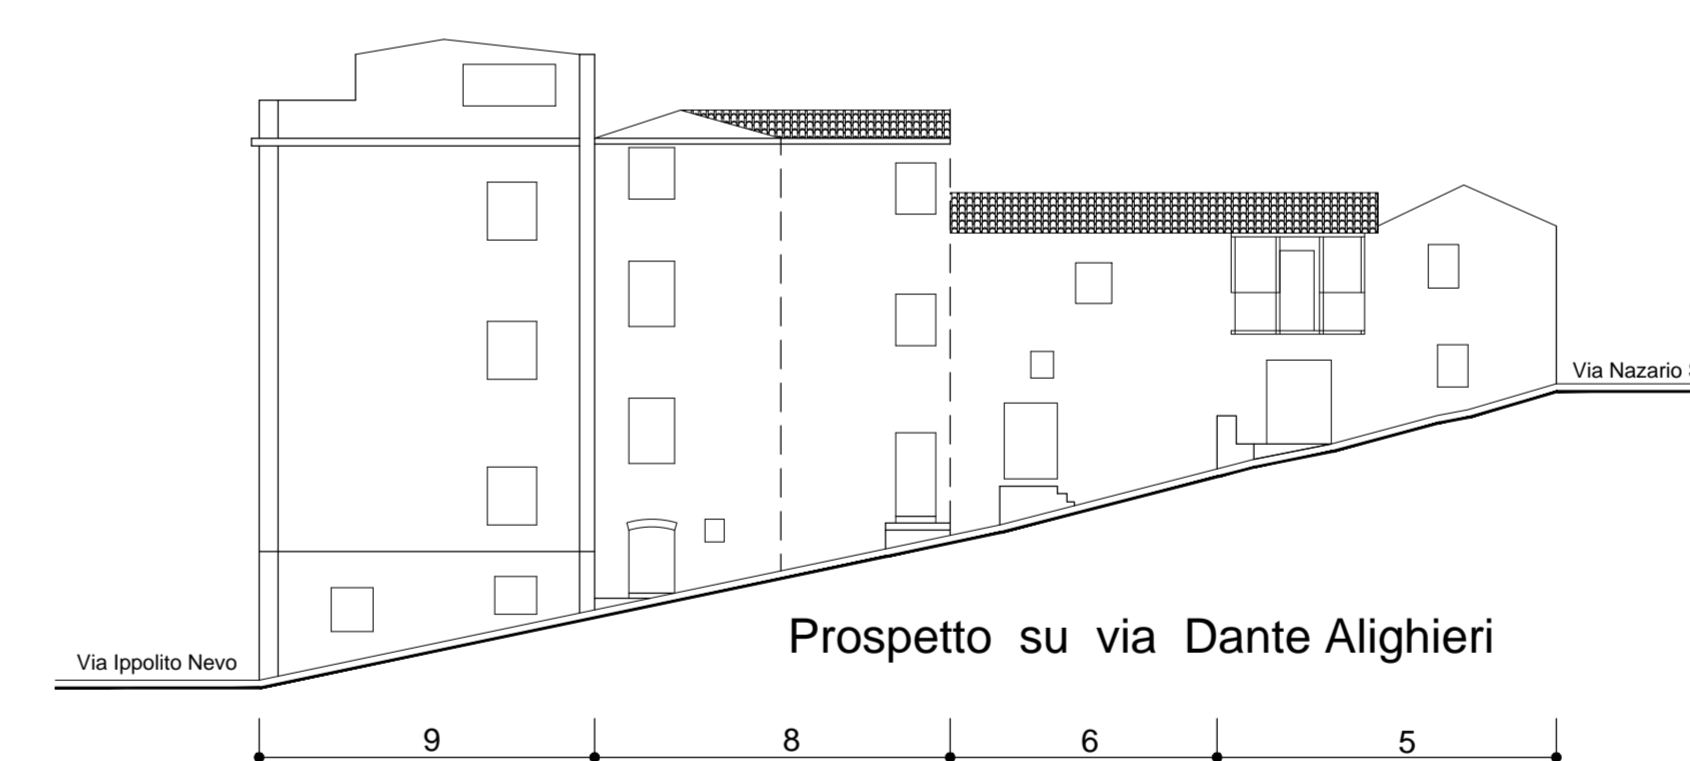 Via Nazario
Prospetto su via Dante Alighieri
Via Ippolito Nevo
9 8 6 5